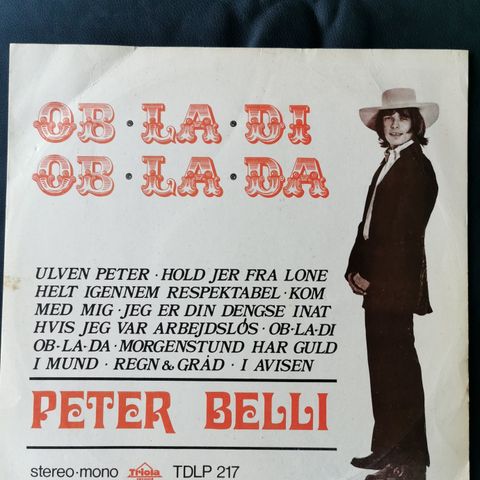 OB·LA·DI
OB·LA·DA
ULVEN PETER · HOLD JER FRA LONE
HELT IGENNEM RESPEKTABEL · KOM
MED MIG · JEG ER DIN DENGSE INAT
HVIS JEG VAR ARBEJDSLØS · OB·LA·DI
OB·LA·DA · MORGENSTUND HAR GULD
I MUND · REGN & GRÅD · I AVISEN
PETER BELLI
stereo·mono Triola TDLP 217